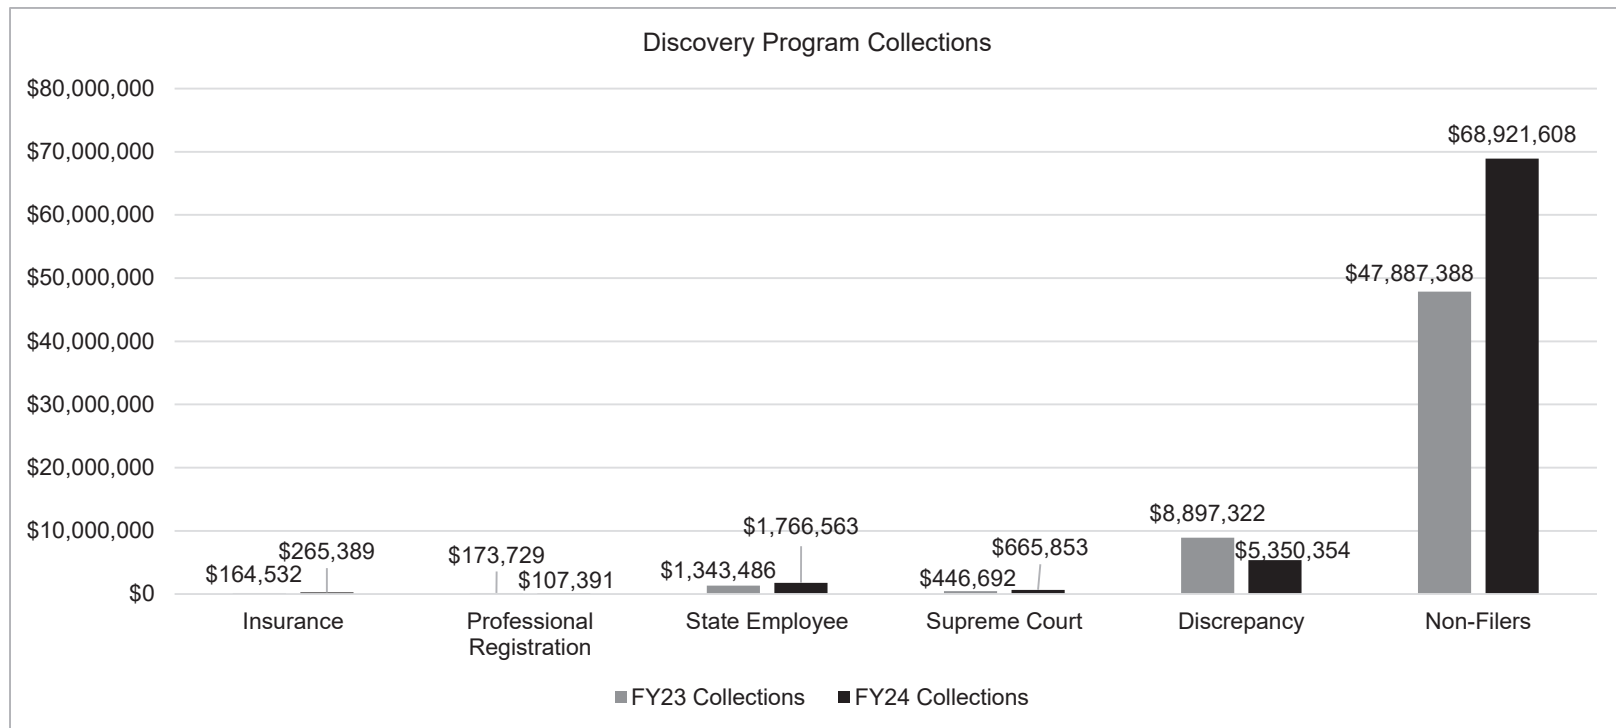 Discovery Program Collections
$80,000,000
$70,000,000
$60,000,000
$50,000,000
$40,000,000
$30,000,000
$20,000,000
$10,000,000
$0
$164,532
$265,389
$173,729
$107,391
$1,343,486
$1,766,563
$446,692
$665,853
$8,897,322
$5,350,354
$47,887,388
$68,921,608
Insurance
Professional
Registration
State Employee
Supreme Court
Discrepancy
Non-Filers
FY23 Collections
FY24 Collections